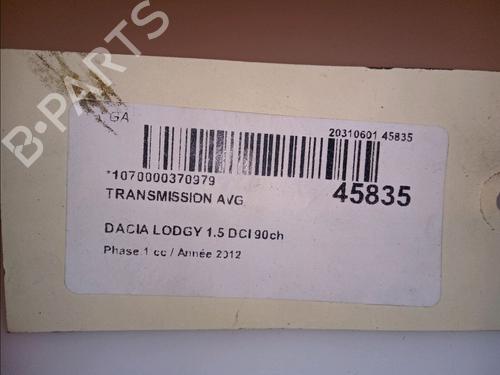 B-PARTS
GA
20310601 45835
*1070000370979
45835
TRANSMISSION AVG
DACIA LODGY 1.5 DCI 90ch
Phase 1 cc / Année 2012